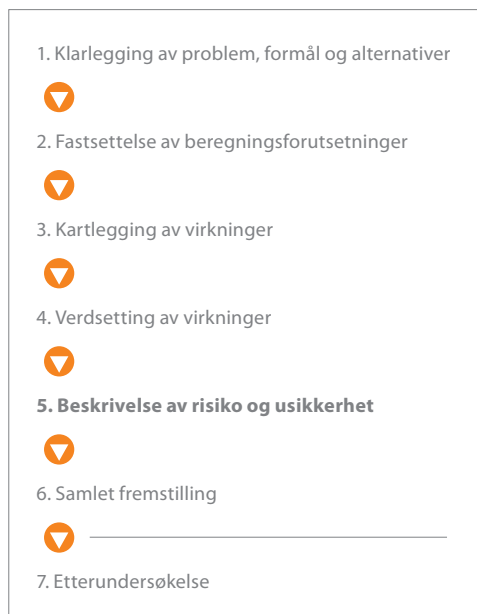 1. Klarlegging av problem, formål og alternativer
2. Fastsettelse av beregningsforutsetninger
3. Kartlegging av virkninger
4. Verdsetting av virkninger
5. Beskrivelse av risiko og usikkerhet
6. Samlet fremstilling
7. Etterundersøkelse